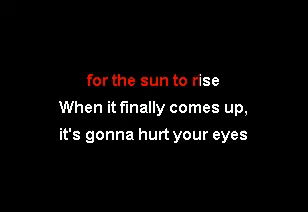 for the sun to rise
When it finally comes up,
it's gonna hurt your eyes